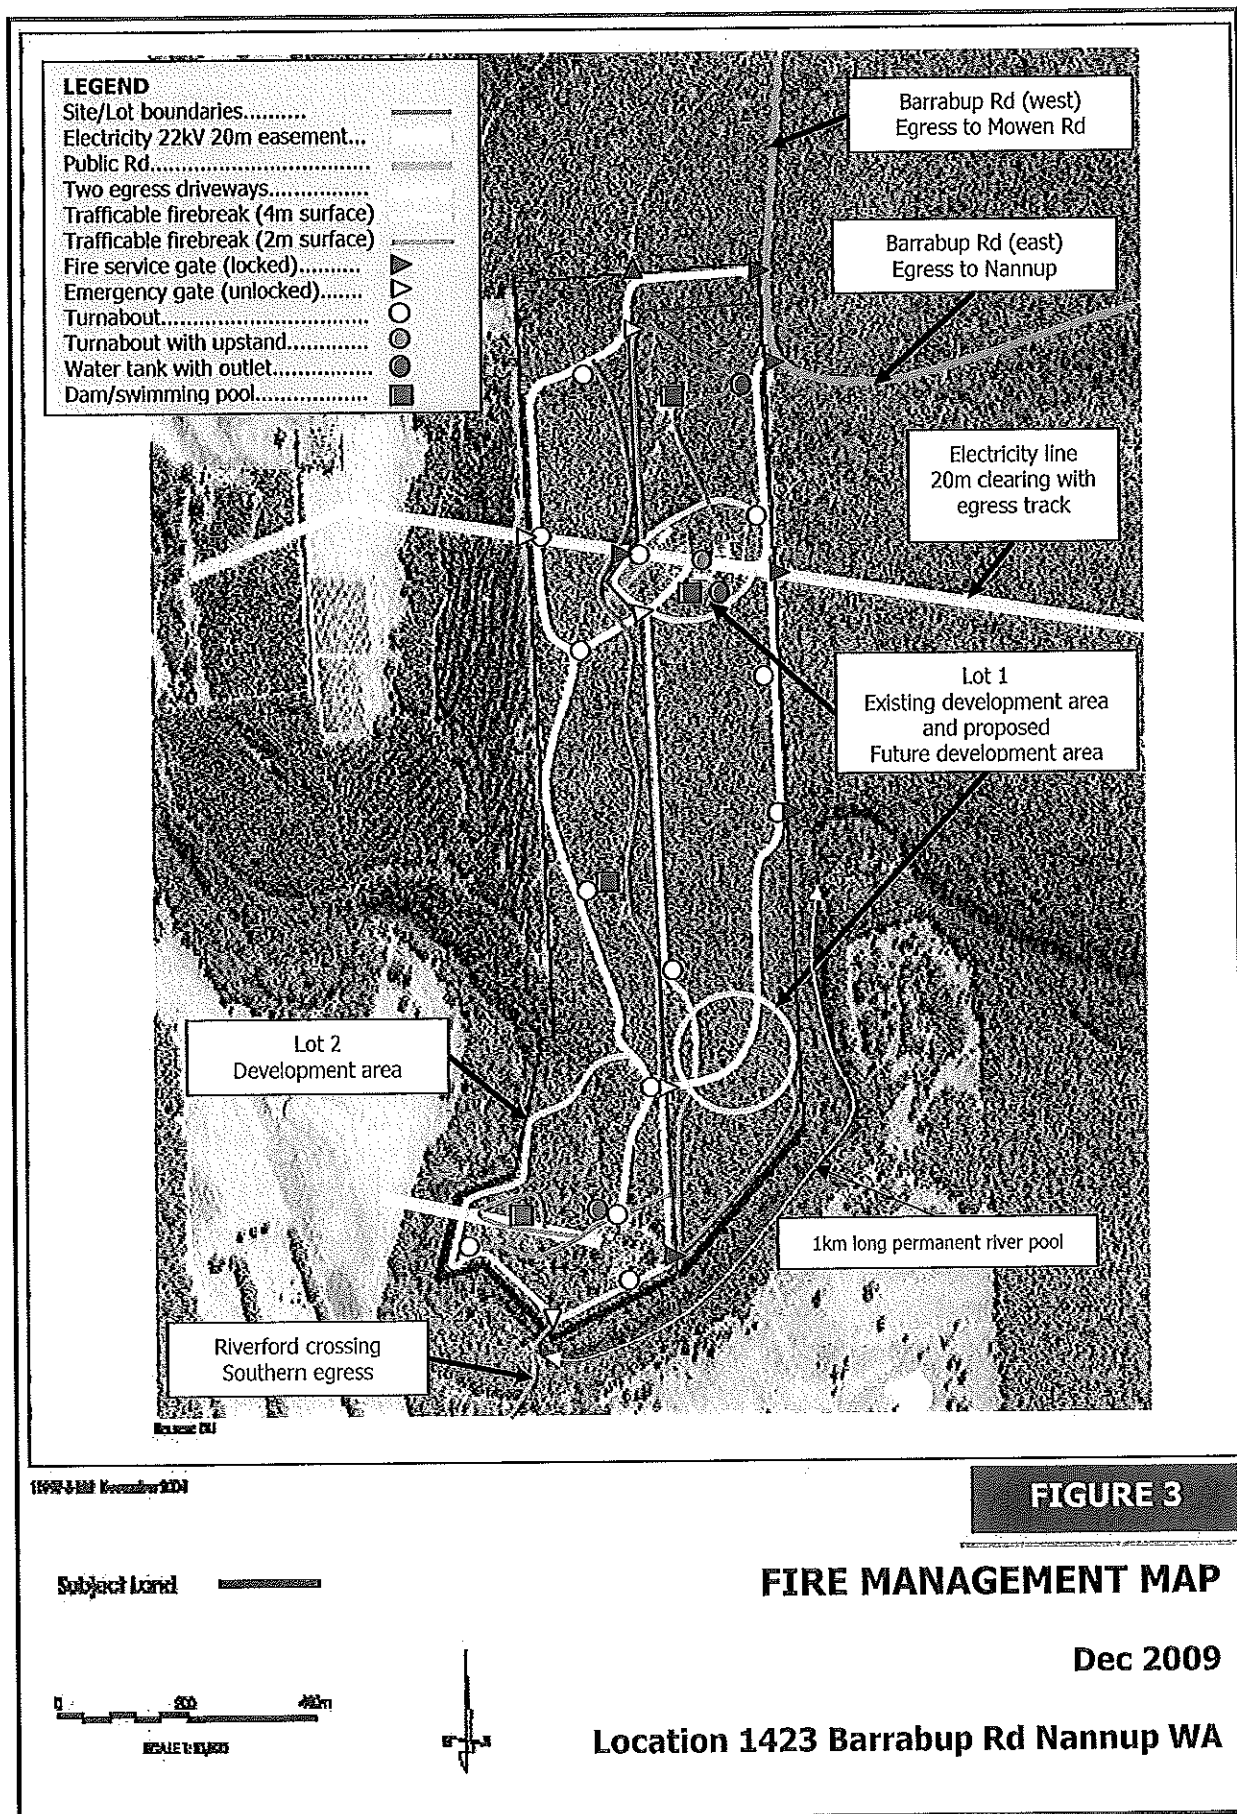 LEGEND
Site/Lot boundaries..........
Electricity 22kV 20m easement...
Public Rd................................
Two egress driveways................
Trafficable firebreak (4m surface)
Trafficable firebreak (2m surface)
Fire service gate (locked)..........
Emergency gate (unlocked).......
Turnabout.................................
Turnabout with upstand.............
Water tank with outlet...............
Dam/swimming pool..................
Barrabup Rd (west)
Egress to Mowen Rd
Barrabup Rd (east)
Egress to Nannup
Electricity line
20m clearing with
egress track
Lot 1
Existing development area
and proposed
Future development area
Lot 2
Development area
1km long permanent river pool
Riverford crossing
Southern egress
FIGURE 3
Subject Land
FIRE MANAGEMENT MAP
Dec 2009
0
Location 1423 Barrabup Rd Nannup WA